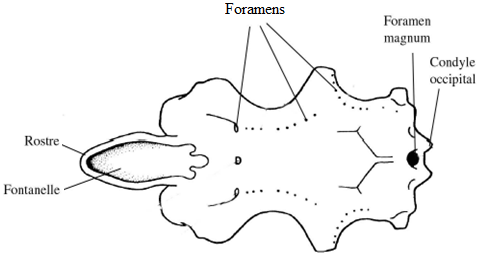 Foramens
Foramen
magnum
Condyle
occipital
Rostre
Fontanelle